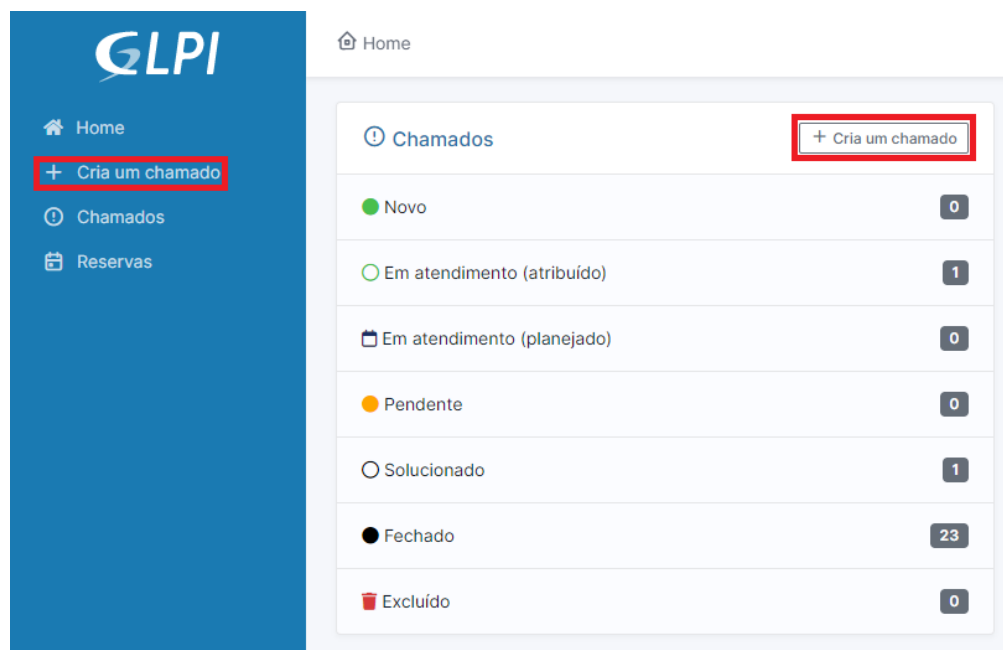 GLPI
Home
Cria um chamado
Chamados
Reservas
Home
Chamados
+ Cria um chamado
Novo 0
Em atendimento (atribuído) 1
Em atendimento (planejado) 0
Pendente 0
Solucionado 1
Fechado 23
Excluído 0